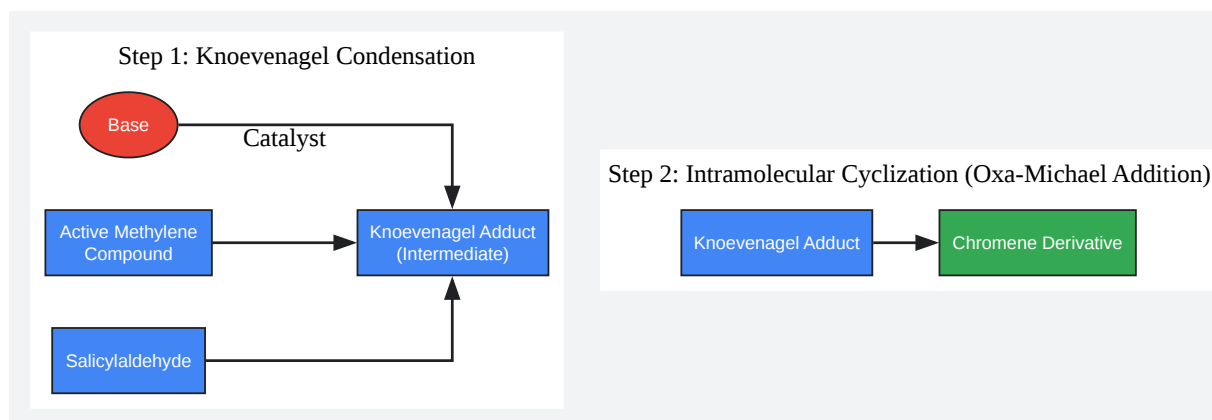 Step 1: Knoevenagel Condensation
Base
Catalyst
Active Methylene
Compound
Knoevenagel Adduct
(Intermediate)
Salicylaldehyde
Step 2: Intramolecular Cyclization (Oxa-Michael Addition)
Knoevenagel Adduct
Chromene Derivative